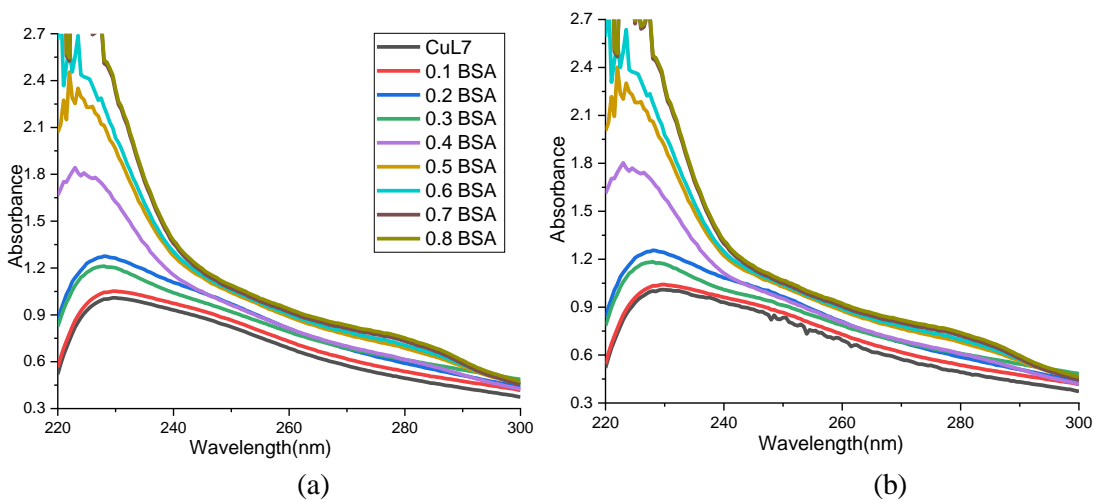 2.7
2.4
2.1
1.8
1.5
1.2
0.9
0.6
0.3
Absorbance
220 240 260 280 300
Wavelength(nm)
CuL7
0.1 BSA
0.2 BSA
0.3 BSA
0.4 BSA
0.5 BSA
0.6 BSA
0.7 BSA
0.8 BSA
(a)
2.7
2.4
2.1
1.8
1.5
1.2
0.9
0.6
0.3
Absorbance
220 240 260 280 300
Wavelength(nm)
(b)